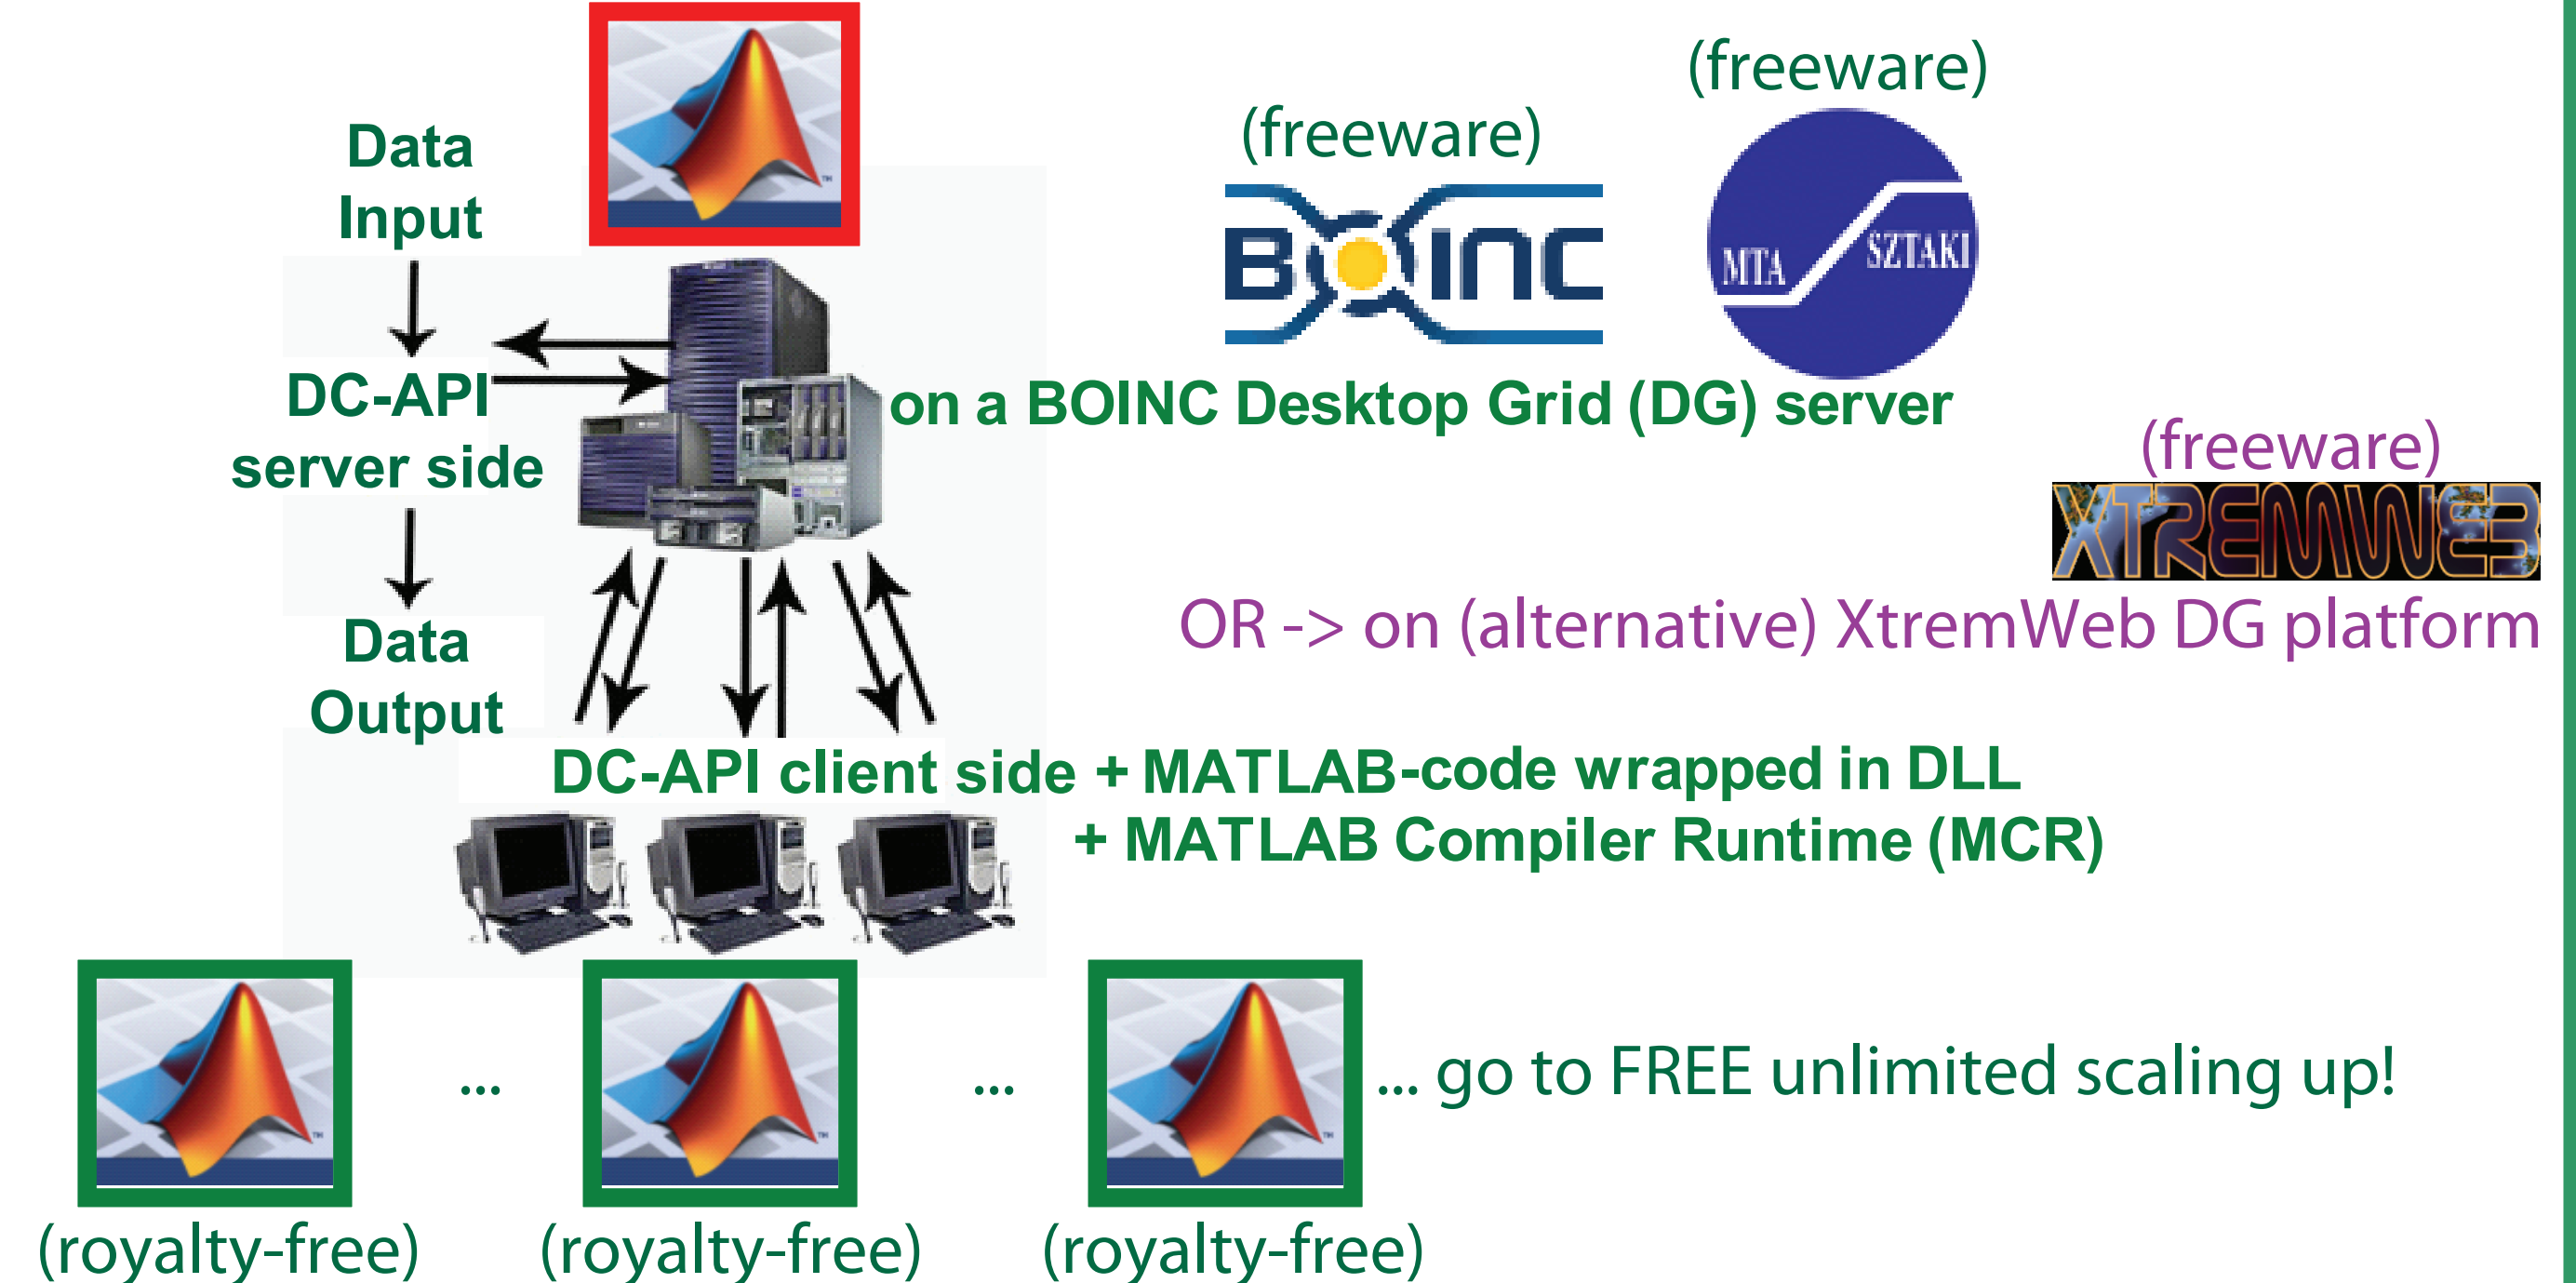 (freeware)
(freeware)
Data
Input
BOINC
MTA
SZTAKI
DC-API
server side
on a BOINC Desktop Grid (DG) server
(freeware)
XTREMWEB
OR -> on (alternative) XtremWeb DG platform
Data
Output
DC-API client side + MATLAB-code wrapped in DLL
+ MATLAB Compiler Runtime (MCR)
... ... ... go to FREE unlimited scaling up!
(royalty-free) (royalty-free) (royalty-free)